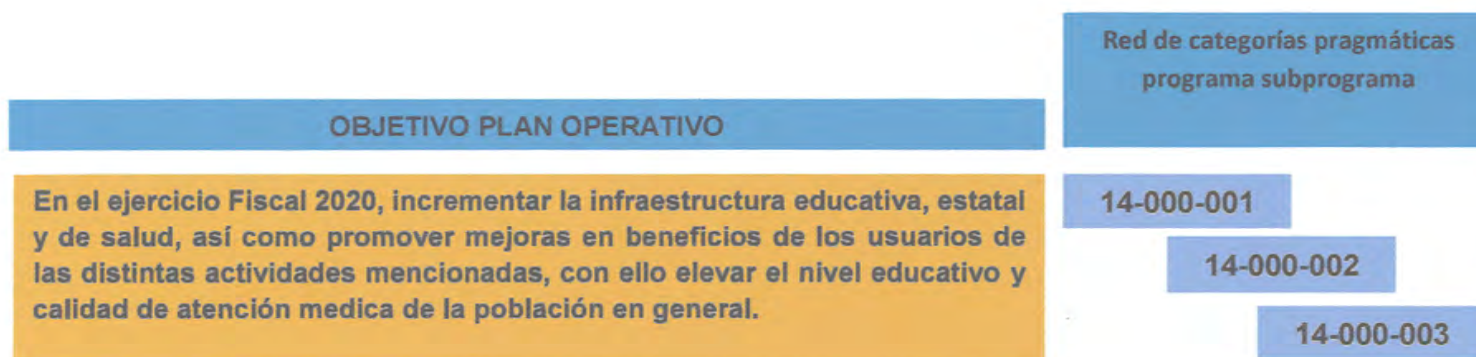 Red de categorías pragmáticas
programa subprograma
OBJETIVO PLAN OPERATIVO
En el ejercicio Fiscal 2020, incrementar la infraestructura educativa, estatal
y de salud, así como promover mejoras en beneficios de los usuarios de
las distintas actividades mencionadas, con ello elevar el nivel educativo y
calidad de atención medica de la población en general.
14-000-001
14-000-002
14-000-003